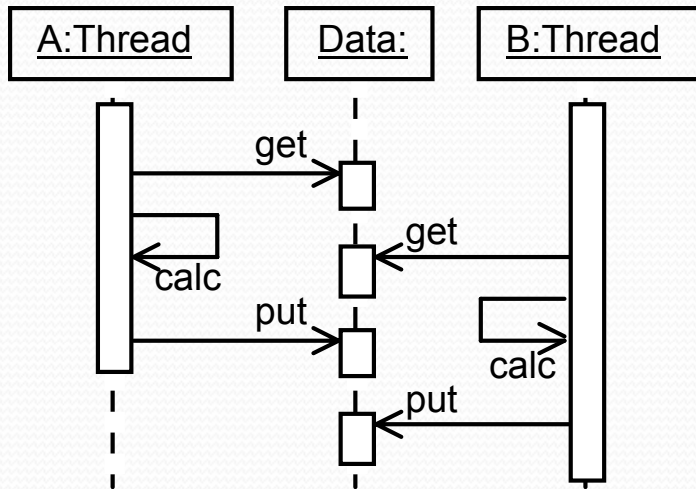 A:Thread
Data:
B:Thread
get
get
calc
put
calc
put